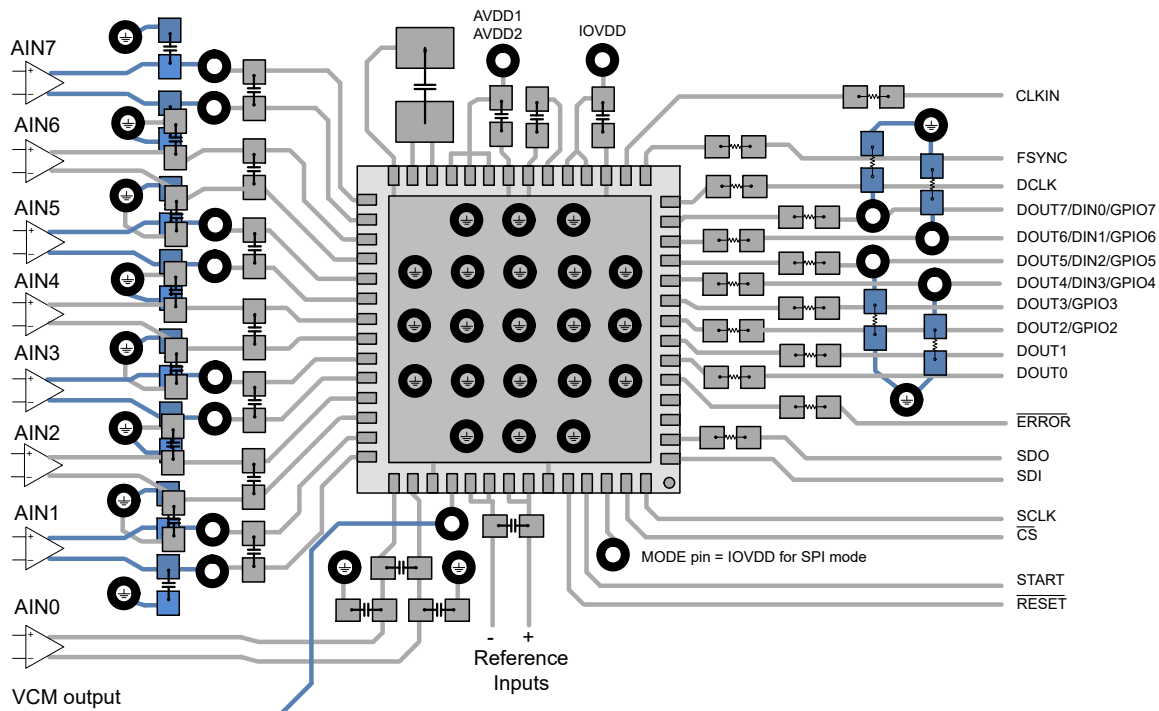 AVDD1
AVDD2
IOVDD
AIN7
CLKIN
AIN6
FSYNC
DCLK
AIN5
DOUT7/DIN0/GPIO7
DOUT6/DIN1/GPIO6
DOUT5/DIN2/GPIO5
AIN4
DOUT4/DIN3/GPIO4
DOUT3/GPIO3
DOUT2/GPIO2
AIN3
DOUT1
DOUT0
ERROR
AIN2
SDO
SDI
AIN1
SCLK
CS
MODE pin = IOVDD for SPI mode
START
RESET
AIN0
- +
Reference
Inputs
VCM output